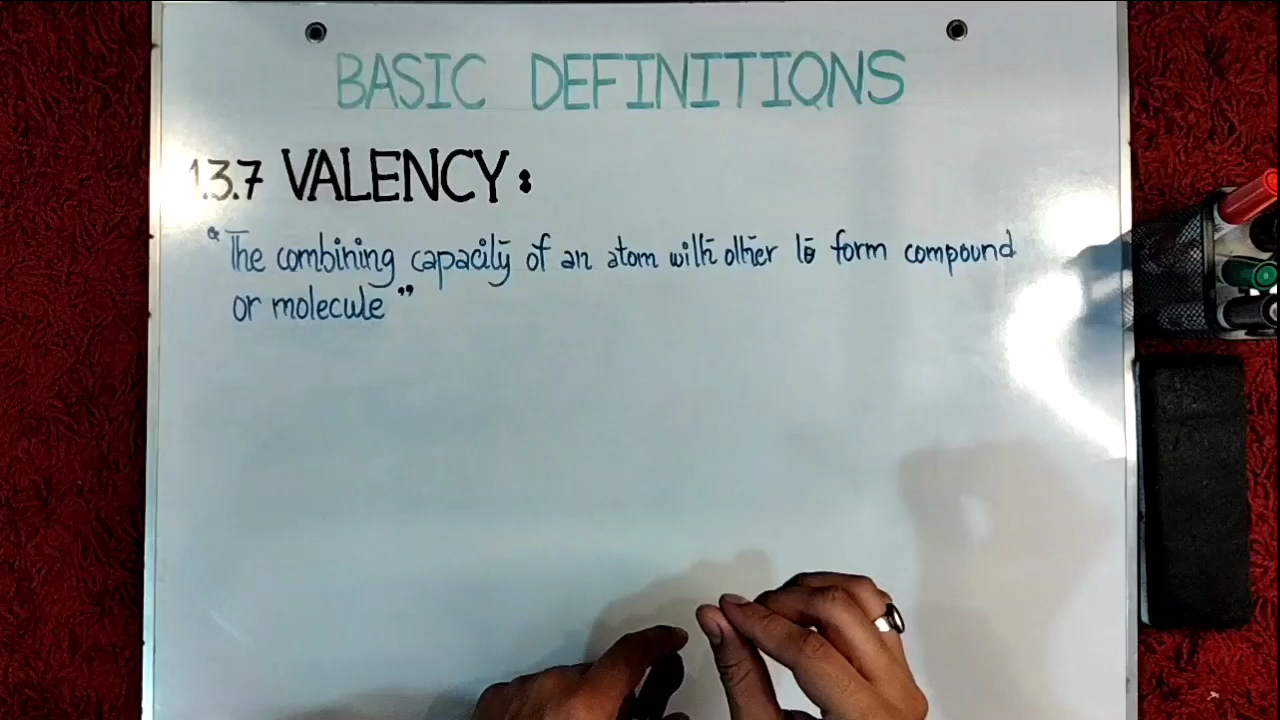 BASIC DEFINITIONS
1.3.7 VALENCY:
"The combining capacity of an atom with other to form compound
or molecule"